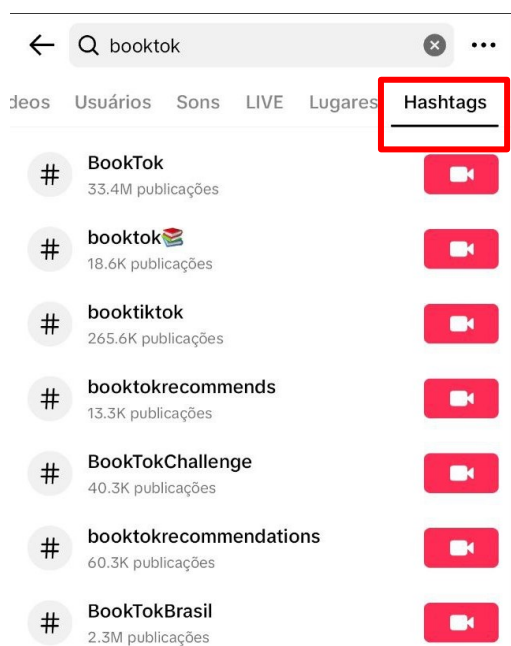 booktok
deos Usuários Sons LIVE Lugares Hashtags
# BookTok
33.4M publicações
# booktok📚
18.6K publicações
# booktiktok
265.6K publicações
# booktokrecommends
13.3K publicações
# BookTokChallenge
40.3K publicações
# booktokrecommendations
60.3K publicações
# BookTokBrasil
2.3M publicações